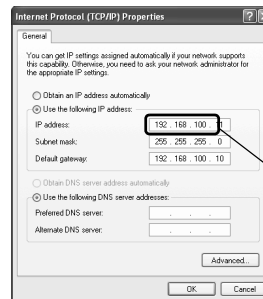 Internet Protocol (TCP/IP) Properties
General
You can get IP settings assigned automatically if your network supports
this capability. Otherwise, you need to ask your network administrator for
the appropriate IP settings.
Obtain an IP address automatically
Use the following IP address:
IP address: 192 . 168 . 100 .
Subnet mask: 255 . 255 . 255 . 0
Default gateway: 192 . 168 . 100 . 10
Obtain DNS server address automatically
Use the following DNS server addresses:
Preferred DNS server: . . .
Alternate DNS server: . . .
Advanced...
OK Cancel